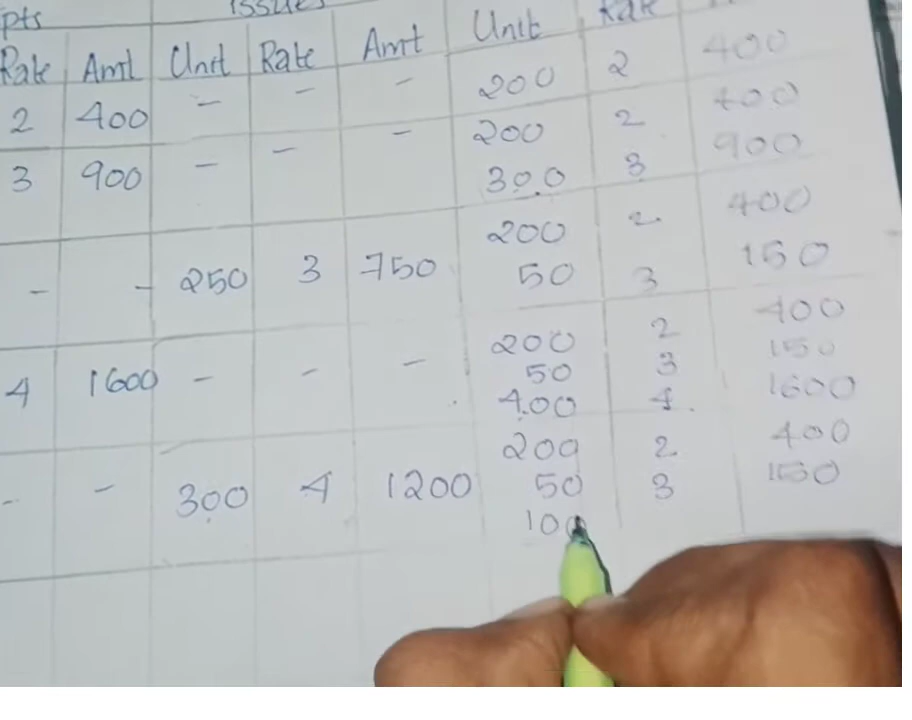 pts Issues
Rate Amt Unit Rate Amt Unit Rate
2 400 - - - 200 2 400
3 900 - - - 200 2 400
300 3 900
- - 250 3 750 200 2 400
50 3 150
4 1600 - - - 200 2 400
50 3 150
400 4 1600
- - 300 4 1200 200 2 400
50 3 150
100